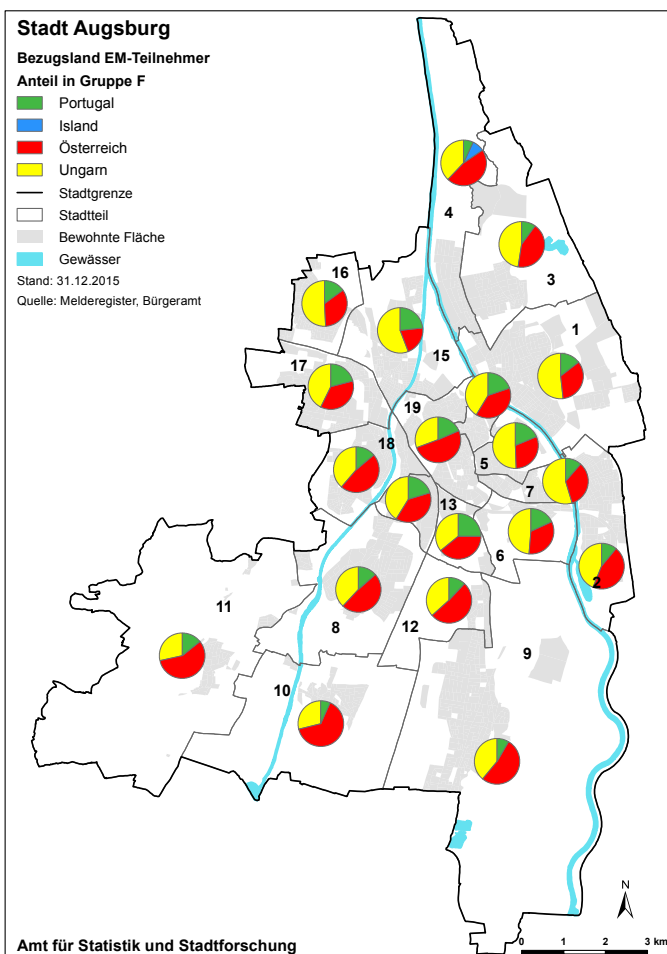 Stadt Augsburg
Bezugsland EM-Teilnehmer
Anteil in Gruppe F
Portugal
Island
Österreich
Ungarn
Stadtgrenze
Stadtteil
Bewohnte Fläche
Gewässer
Stand: 31.12.2015
Quelle: Melderegister, Bürgeramt
4
3
16
1
15
17
19
18
5
7
13
6
2
11
8
12
9
10
N
0 1 2 3 km
Amt für Statistik und Stadtforschung